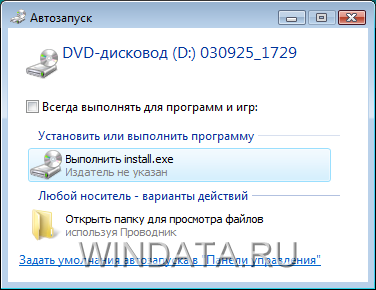 Автозапуск
DVD-дисковод (D:) 030925_1729
Всегда выполнять для программ и игр:
Установить или выполнить программу
Выполнить install.exe
Издатель не указан
Любой носитель - варианты действий
Открыть папку для просмотра файлов
используя Проводник
WINDATA.RU
Задать умолчания автозапуска в "Панели управления"